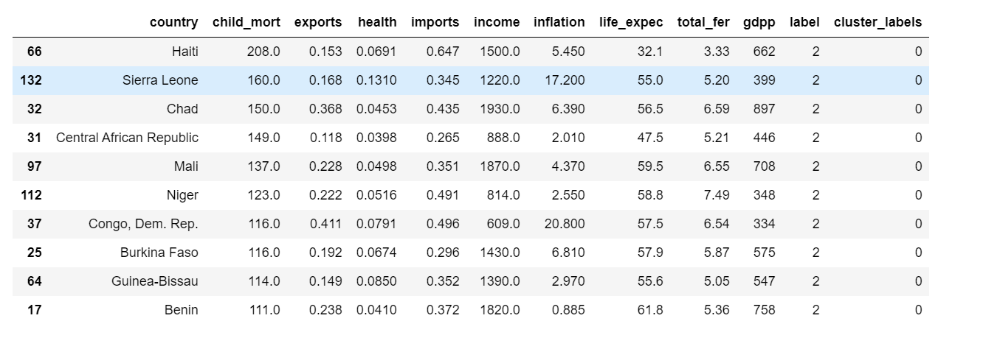 country child_mort exports health imports income inflation life_expec total_fer gdpp label cluster_labels
66 Haiti 208.0 0.153 0.0691 0.647 1500.0 5.450 32.1 3.33 662 2 0
132 Sierra Leone 160.0 0.168 0.1310 0.345 1220.0 17.200 55.0 5.20 399 2 0
32 Chad 150.0 0.368 0.0453 0.435 1930.0 6.390 56.5 6.59 897 2 0
31 Central African Republic 149.0 0.118 0.0398 0.265 888.0 2.010 47.5 5.21 446 2 0
97 Mali 137.0 0.228 0.0498 0.351 1870.0 4.370 59.5 6.55 708 2 0
112 Niger 123.0 0.222 0.0516 0.491 814.0 2.550 58.8 7.49 348 2 0
37 Congo, Dem. Rep. 116.0 0.411 0.0791 0.496 609.0 20.800 57.5 6.54 334 2 0
25 Burkina Faso 116.0 0.192 0.0674 0.296 1430.0 6.810 57.9 5.87 575 2 0
64 Guinea-Bissau 114.0 0.149 0.0850 0.352 1390.0 2.970 55.6 5.05 547 2 0
17 Benin 111.0 0.238 0.0410 0.372 1820.0 0.885 61.8 5.36 758 2 0